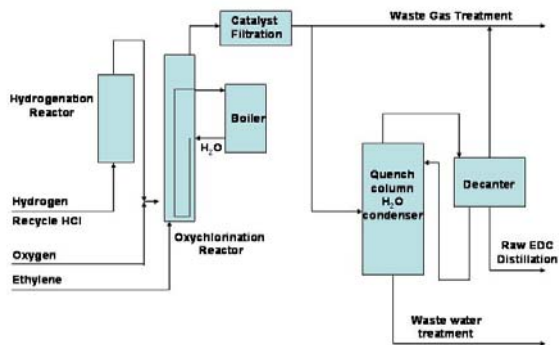 Catalyst
Filtration
Waste Gas Treatment
Hydrogenation
Reactor
Boiler
H₂O
Quench
column
H₂O
condenser
Decanter
Hydrogen
Recycle HCl
Oxychlorination
Reactor
Oxygen
Ethylene
Raw EDC
Distillation
Waste water
treatment